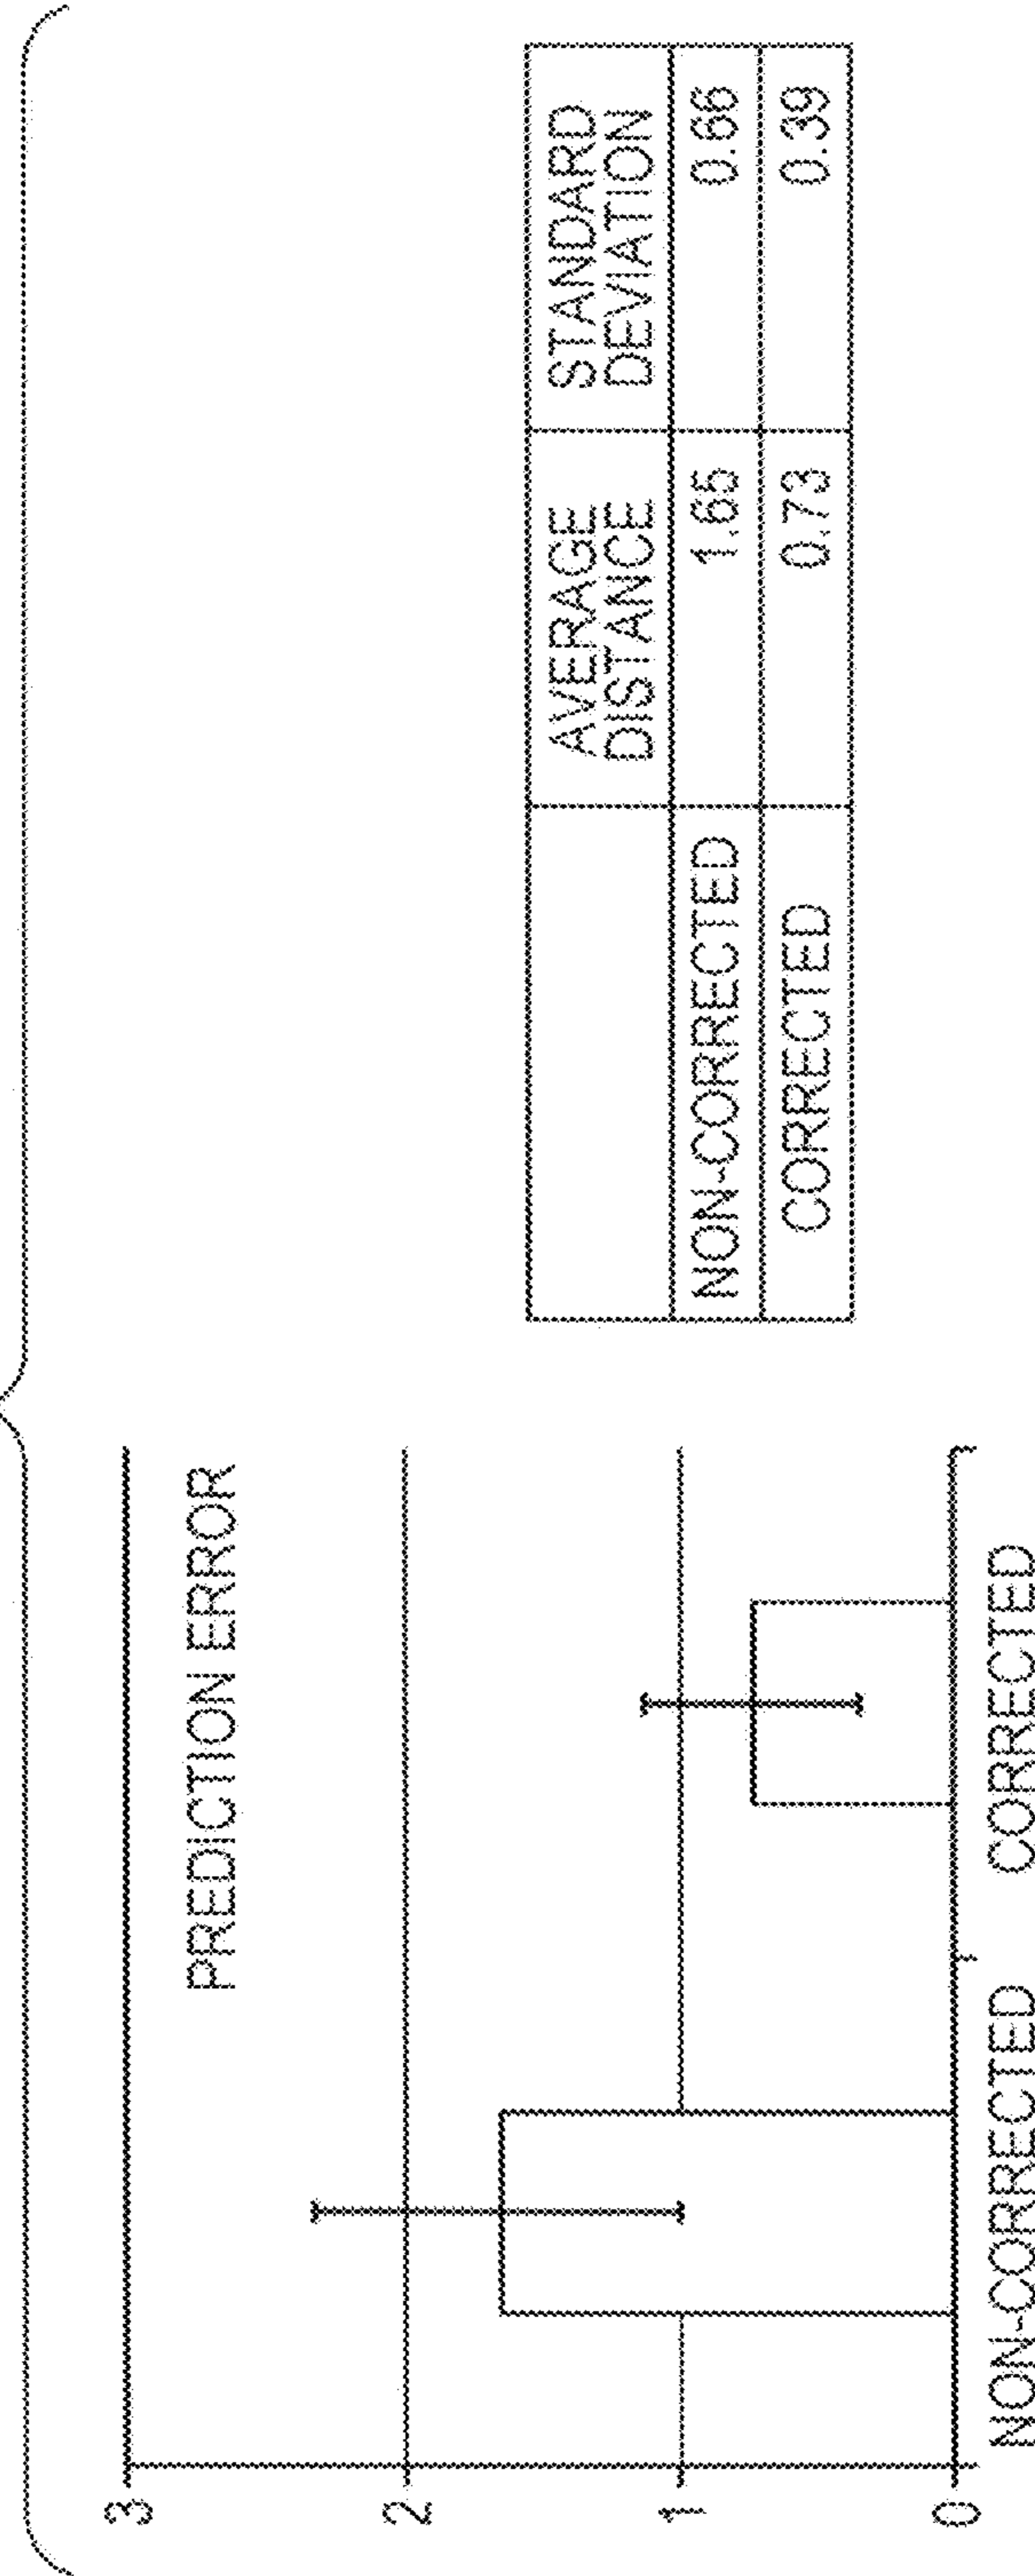 3
PREDICTION ERROR
2
1
0
NON-CORRECTED CORRECTED
AVERAGE DISTANCE STANDARD DEVIATION
NON-CORRECTED 1.65 0.66
CORRECTED 0.73 0.39